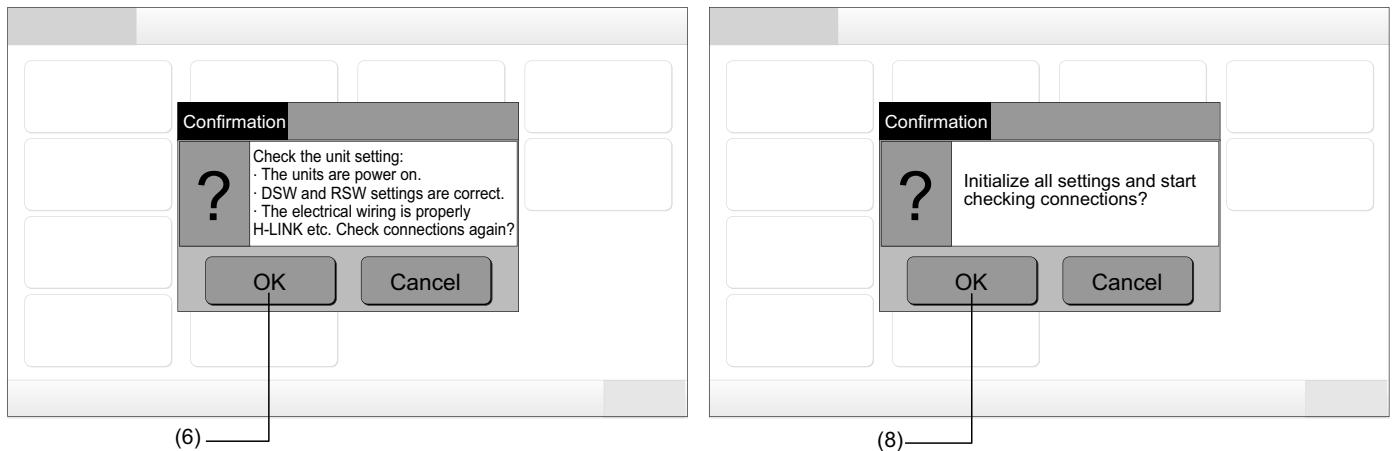 Confirmation
?
Check the unit setting:
· The units are power on.
· DSW and RSW settings are correct.
· The electrical wiring is properly
H-LINK etc. Check connections again?
OK
Cancel
(6)
Confirmation
?
Initialize all settings and start
checking connections?
OK
Cancel
(8)